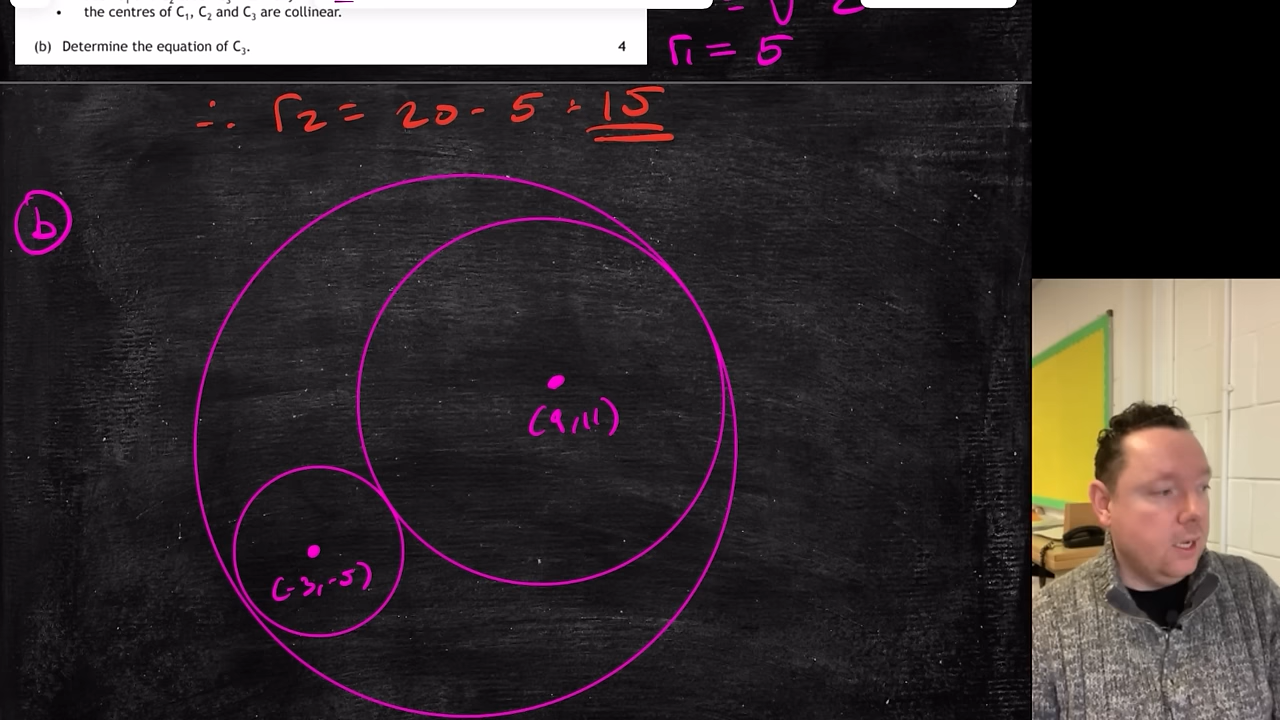 the centres of C₁, C₂ and C₃ are collinear.
(b) Determine the equation of C₃. 4
r₁ = 5
∴ r₂ = 20 - 5 = 15
b
(9,11)
(-3,-5)